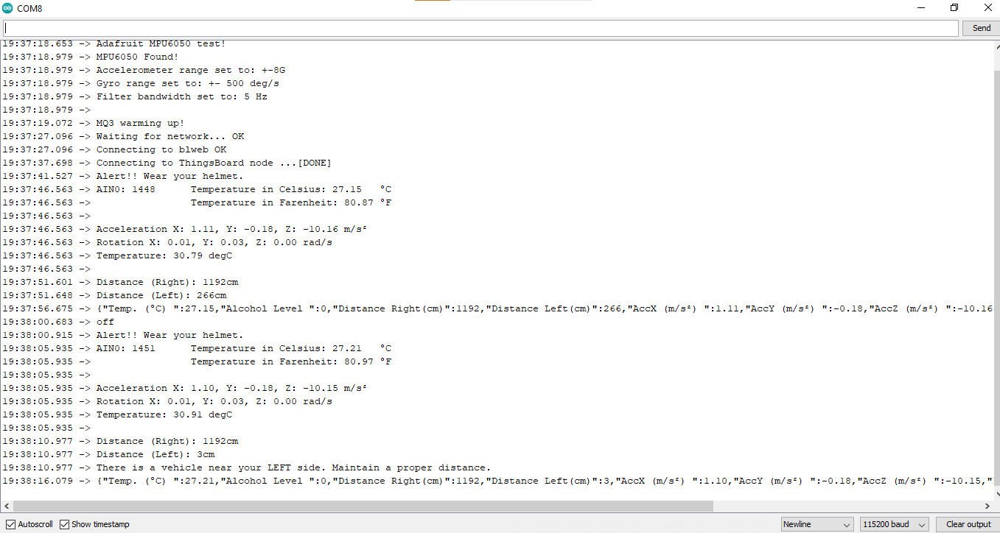 COM8
Send
19:37:18.653 -> Adafruit MPU6050 test!
19:37:18.979 -> MPU6050 Found!
19:37:18.979 -> Accelerometer range set to: +-8G
19:37:18.979 -> Gyro range set to: +- 500 deg/s
19:37:18.979 -> Filter bandwidth set to: 5 Hz
19:37:18.979 ->
19:37:19.072 -> MQ3 warming up!
19:37:27.096 -> Waiting for network... OK
19:37:27.096 -> Connecting to blweb OK
19:37:37.698 -> Connecting to ThingsBoard node ...[DONE]
19:37:41.527 -> Alert!! Wear your helmet.
19:37:46.563 -> AIN0: 1448      Temperature in Celsius: 27.15   °C
19:37:46.563 ->                 Temperature in Farenheit: 80.87 °F
19:37:46.563 ->
19:37:46.563 -> Acceleration X: 1.11, Y: -0.18, Z: -10.16 m/s²
19:37:46.563 -> Rotation X: 0.01, Y: 0.03, Z: 0.00 rad/s
19:37:46.563 -> Temperature: 30.79 degC
19:37:46.563 ->
19:37:51.601 -> Distance (Right): 1192cm
19:37:51.648 -> Distance (Left): 266cm
19:37:56.675 -> {"Temp. (°C) ":27.15,"Alcohol Level ":0,"Distance Right(cm)":1192,"Distance Left(cm)":266,"AccX (m/s²) ":1.11,"AccY (m/s²) ":-0.18,"AccZ (m/s²) ":-10.16
19:38:00.683 -> off
19:38:00.915 -> Alert!! Wear your helmet.
19:38:05.935 -> AIN0: 1451      Temperature in Celsius: 27.21   °C
19:38:05.935 ->                 Temperature in Farenheit: 80.97 °F
19:38:05.935 ->
19:38:05.935 -> Acceleration X: 1.10, Y: -0.18, Z: -10.15 m/s²
19:38:05.935 -> Rotation X: 0.01, Y: 0.03, Z: 0.00 rad/s
19:38:05.935 -> Temperature: 30.91 degC
19:38:05.935 ->
19:38:10.977 -> Distance (Right): 1192cm
19:38:10.977 -> Distance (Left): 3cm
19:38:10.977 -> There is a vehicle near your LEFT side. Maintain a proper distance.
19:38:16.079 -> {"Temp. (°C) ":27.21,"Alcohol Level ":0,"Distance Right(cm)":1192,"Distance Left(cm)":3,"AccX (m/s²) ":1.10,"AccY (m/s²) ":-0.18,"AccZ (m/s²) ":-10.15,"
Autoscroll Show timestamp Newline 115200 baud Clear output